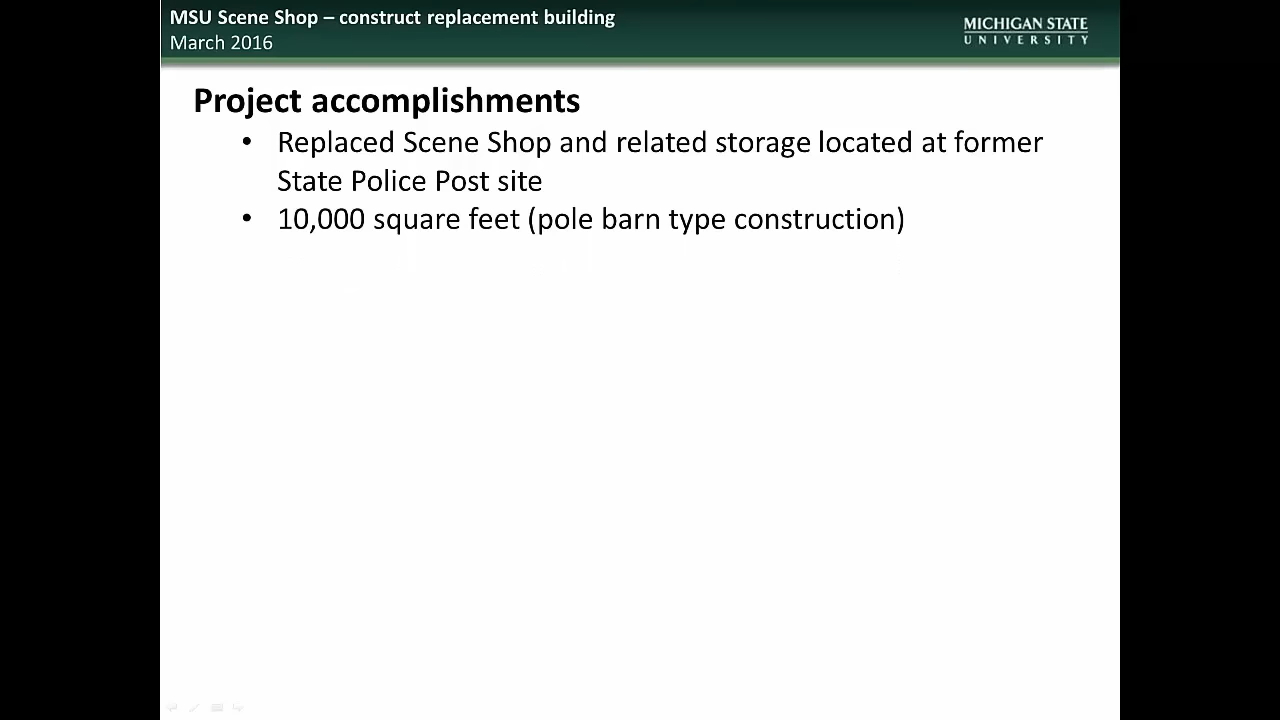 MSU Scene Shop – construct replacement building
March 2016
MICHIGAN STATE
UNIVERSITY
Project accomplishments
• Replaced Scene Shop and related storage located at former
State Police Post site
• 10,000 square feet (pole barn type construction)